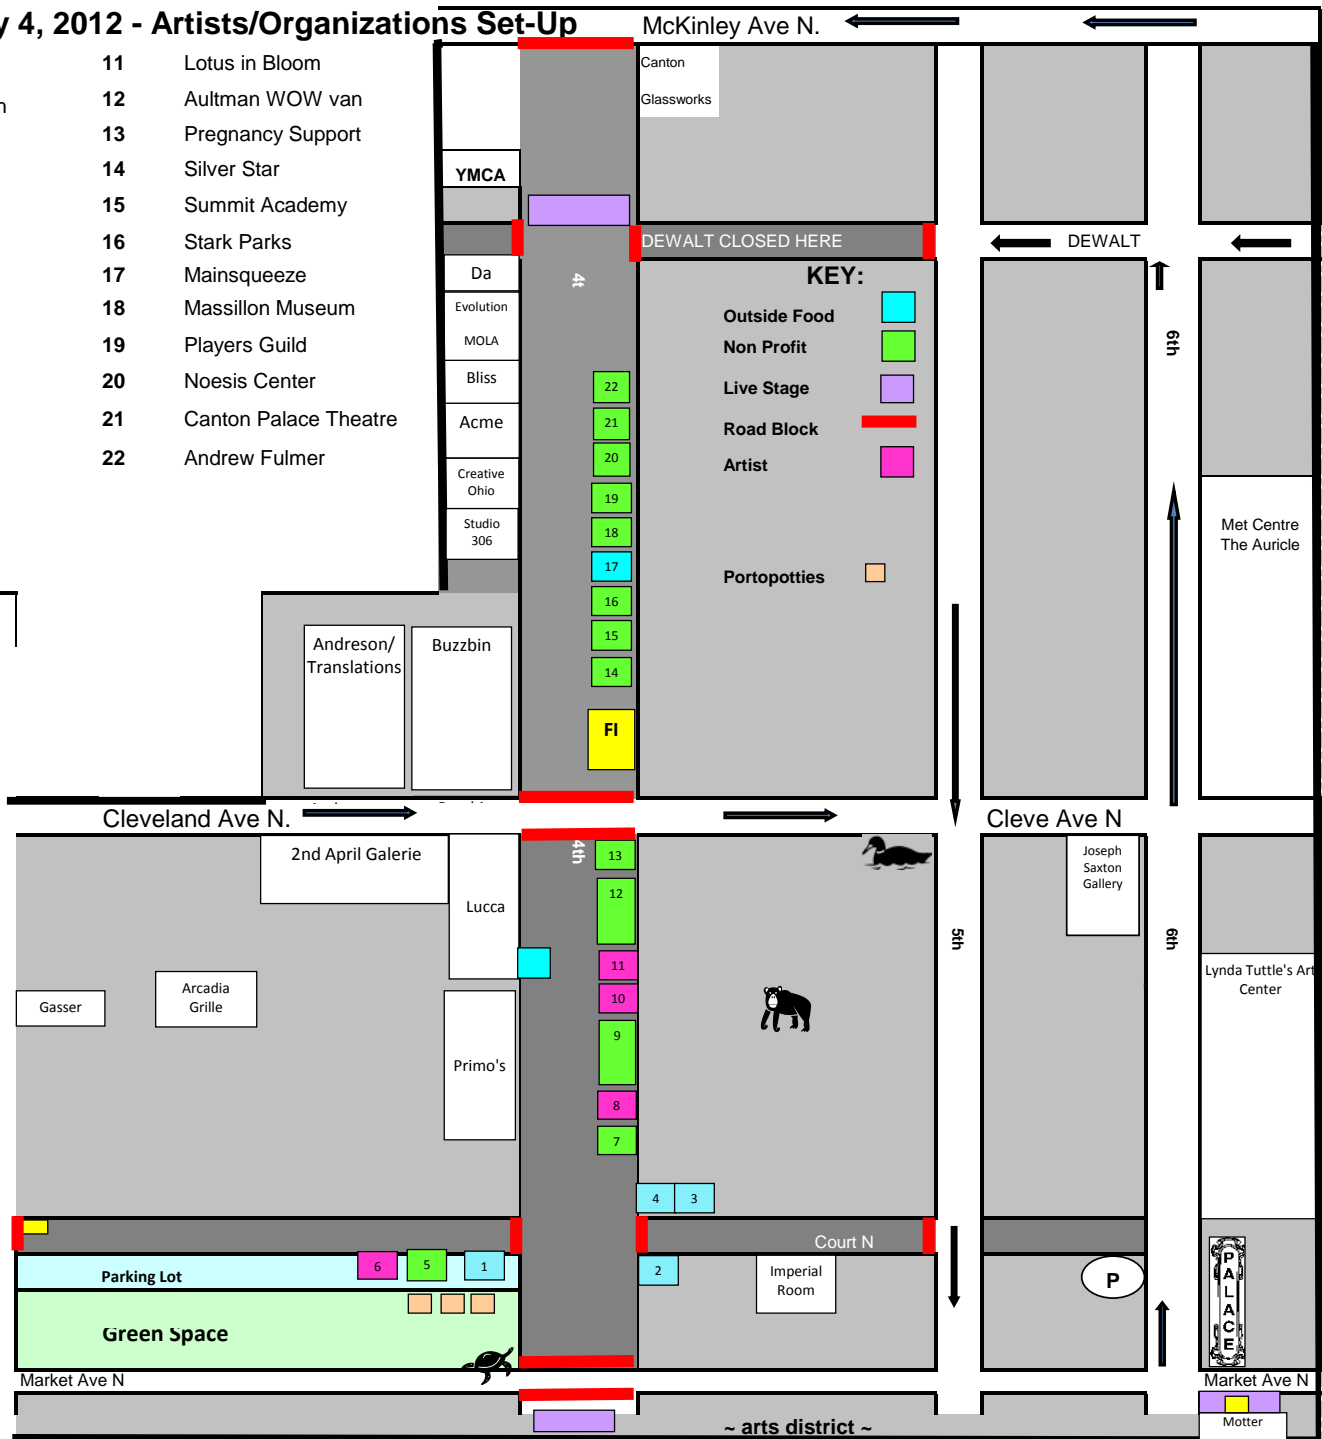 y 4, 2012 - Artists/Organizations Set-Up
n
11 Lotus in Bloom
12 Aultman WOW van
13 Pregnancy Support
14 Silver Star
15 Summit Academy
16 Stark Parks
17 Mainsqueeze
18 Massillon Museum
19 Players Guild
20 Noesis Center
21 Canton Palace Theatre
22 Andrew Fulmer
McKinley Ave N.
Canton
Glassworks
YMCA
DEWALT CLOSED HERE
DEWALT
Da
Evolution
MOLA
Bliss
Acme
Creative
Ohio
Studio
306
4t
KEY:
Outside Food
Non Profit
Live Stage
Road Block
Artist
Portopotties
6th
22
21
20
19
18
17
16
15
14
FI
Met Centre
The Auricle
Andreson/
Translations
Buzzbin
Cleveland Ave N.
Cleve Ave N
2nd April Galerie
Lucca
4th
13
12
11
10
9
8
7
Joseph
Saxton
Gallery
5th
6th
Lynda Tuttle's Art
Center
Gasser
Arcadia
Grille
Primo's
4
3
Court N
Parking Lot
6
5
1
2
Imperial
Room
P
PALACE
Green Space
Market Ave N
Market Ave N
Motter
~ arts district ~